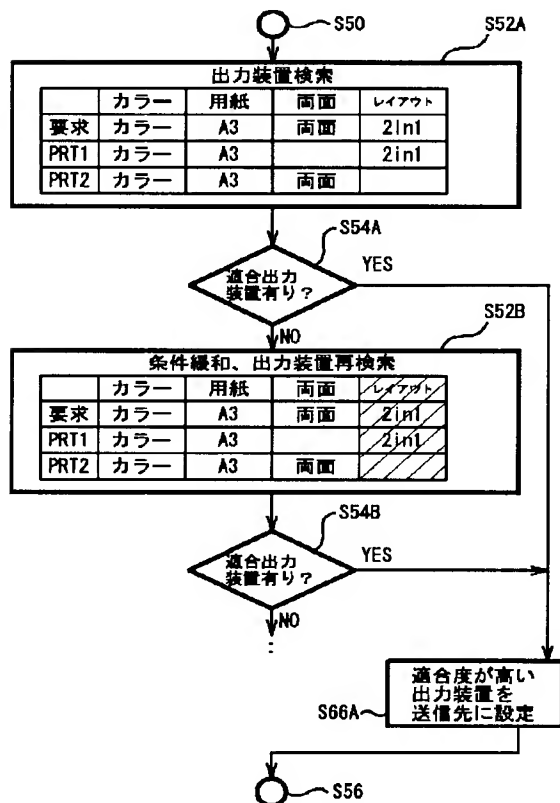 S50
S52A
出力装置検索
カラー 用紙 両面 レイアウト
要求 カラー A3 両面 2in1
PRT1 カラー A3 2in1
PRT2 カラー A3 両面
S54A
適合出力
装置有り?
YES
NO
S52B
条件緩和、出力装置再検索
カラー 用紙 両面 レイアウト
要求 カラー A3 両面 2in1
PRT1 カラー A3 2in1
PRT2 カラー A3 両面
S54B
適合出力
装置有り?
YES
NO
⋮
適合度が高い
出力装置を
送信先に設定
S66A
S56